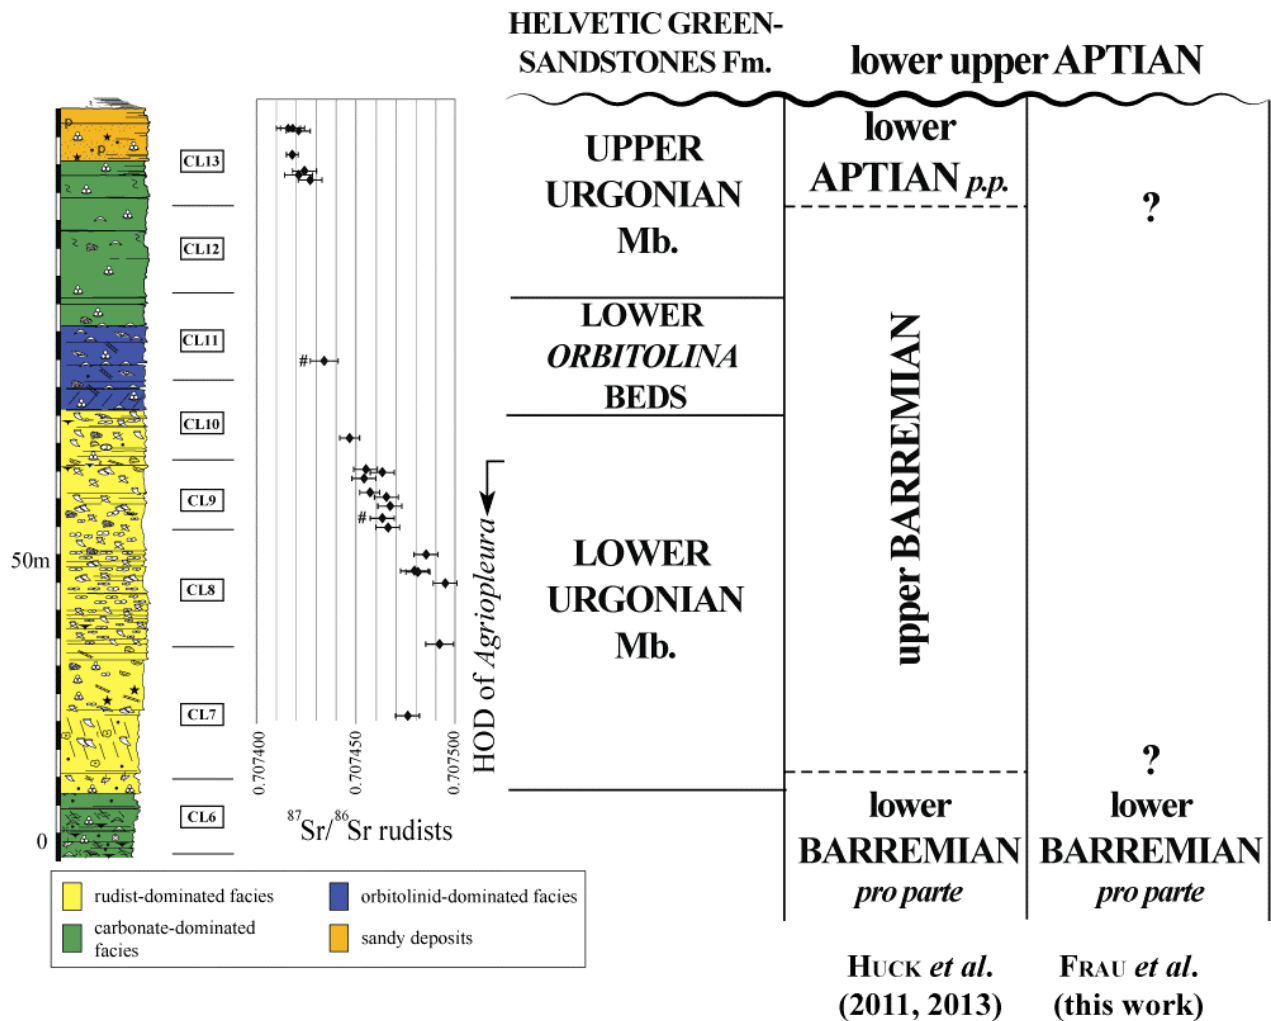 HELVETIC GREEN-
SANDSTONES Fm.
lower upper APTIAN
p
p
CL13
CL12
CL11
CL10
CL9
CL8
CL7
CL6
50m
0
#
#
0.707400
0.707450
0.707500
87Sr/86Sr rudists
HOD of Agriopleura
UPPER
URGONIAN
Mb.
LOWER
ORBITOLINA
BEDS
LOWER
URGONIAN
Mb.
lower
APTIAN p.p.
upper BARREMIAN
lower
BARREMIAN
pro parte
?
?
lower
BARREMIAN
pro parte
rudist-dominated facies
carbonate-dominated
facies
orbitolinid-dominated facies
sandy deposits
HUCK et al.
(2011, 2013)
FRAU et al.
(this work)